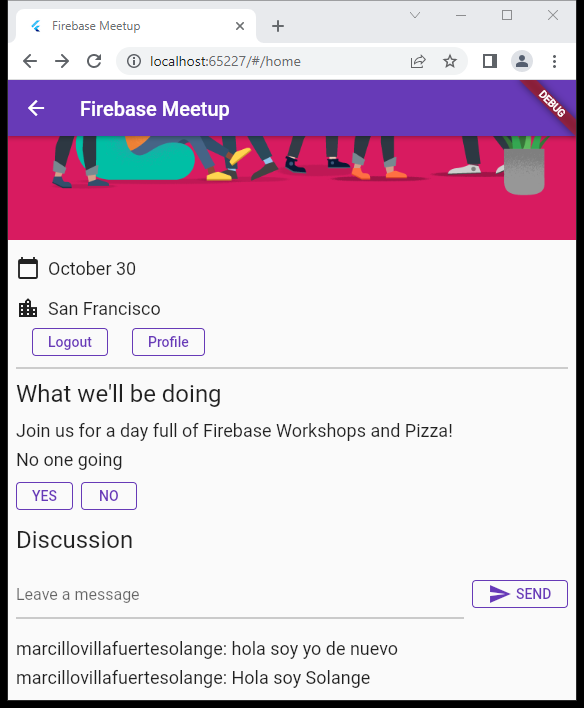 Firebase Meetup
localhost:65227/#/home
Firebase Meetup
DEBUG
October 30
San Francisco
Logout Profile
What we'll be doing
Join us for a day full of Firebase Workshops and Pizza!
No one going
YES NO
Discussion
Leave a message
SEND
marcillovillafuertesolange: hola soy yo de nuevo
marcillovillafuertesolange: Hola soy Solange